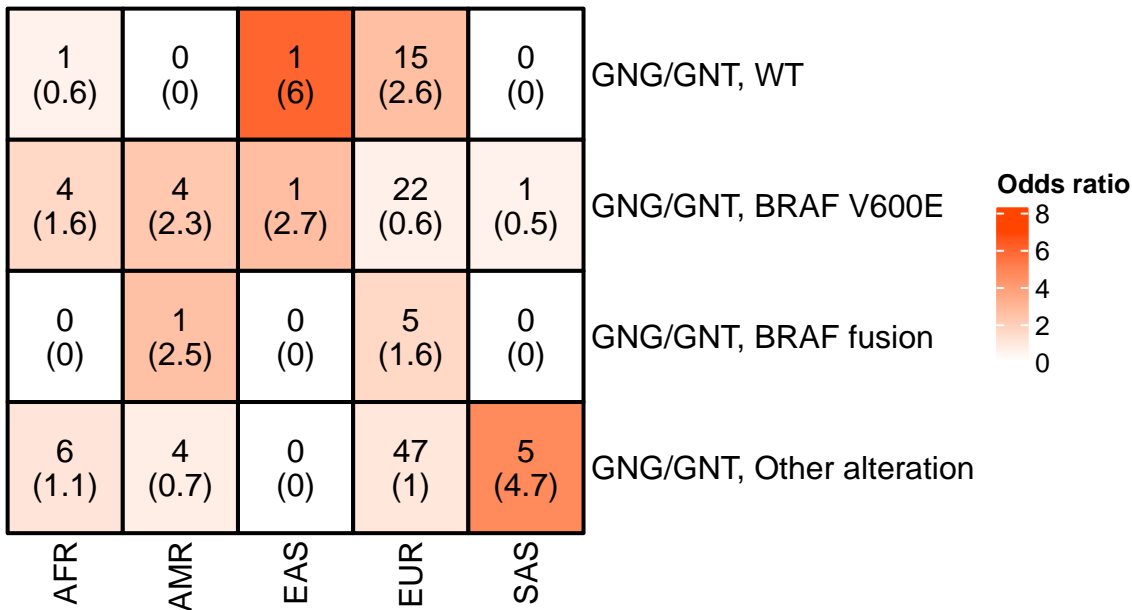 1 0 1 15 0
(0.6) (0) (6) (2.6) (0)
GNG/GNT, WT
4 4 1 22 1
(1.6) (2.3) (2.7) (0.6) (0.5)
GNG/GNT, BRAF V600E
0 1 0 5 0
(0) (2.5) (0) (1.6) (0)
GNG/GNT, BRAF fusion
6 4 0 47 5
(1.1) (0.7) (0) (1) (4.7)
GNG/GNT, Other alteration
AFR AMR EAS EUR SAS
Odds ratio
8
6
4
2
0